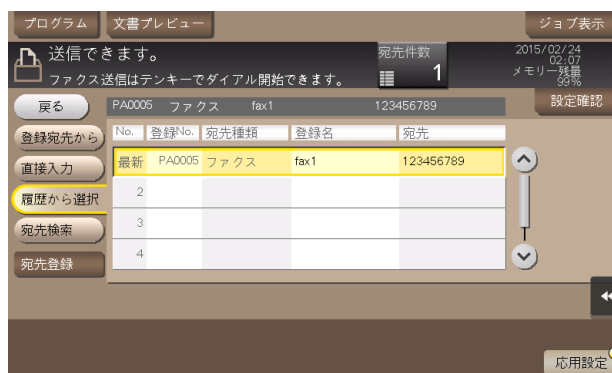 プログラム 文書プレビュー ジョブ表示
送信できます。 宛先件数 2015/02/24
02:07
ファクス送信はテンキーでダイアル開始できます。 1 メモリー残量
99%
戻る PA0005 ファクス fax1 123456789 設定確認
登録宛先から No. 登録No. 宛先種類 登録名 宛先
直接入力 最新 PA0005 ファクス fax1 123456789
履歴から選択 2
宛先検索 3
宛先登録 4
応用設定